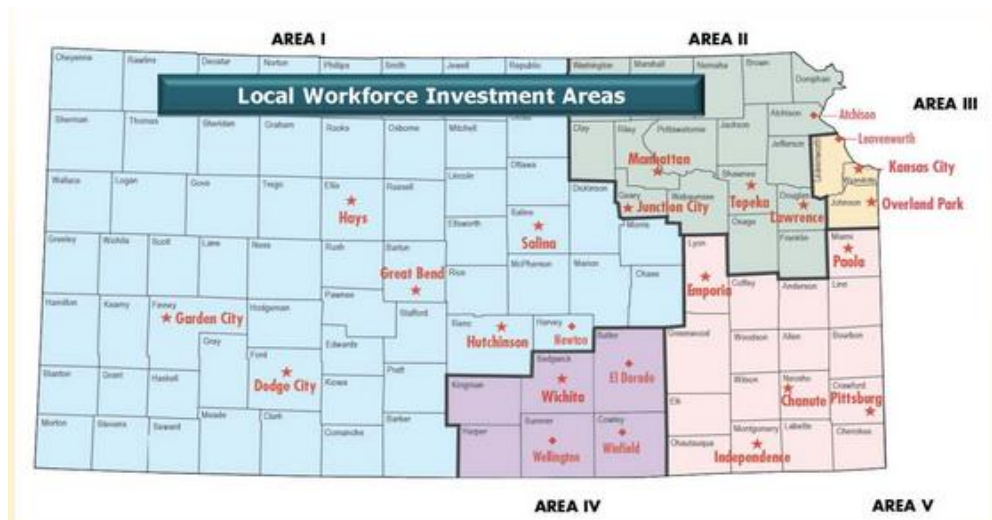 AREA I
AREA II
Local Workforce Investment Areas
AREA III
Cheyenne
Rawlins
Decatur
Norton
Phillips
Smith
Jewell
Republic
Washington
Marshall
Nemaha
Brown
Doniphan
Atchison
Atchison
Leavenworth
Sherman
Thomas
Sheridan
Graham
Rooks
Osborne
Mitchell
Clay
Riley
Pottawatomie
Jackson
Jefferson
Manhattan
Kansas City
Wallace
Logan
Gove
Trego
Ellis
Russell
Lincoln
Ottawa
Dickinson
Geary
Wabaunsee
Shawnee
Douglas
Johnson
Hays
Saline
Salina
Junction City
Topeka
Lawrence
Overland Park
Ellsworth
Morris
Osage
Franklin
Miami
Paola
Greeley
Wichita
Scott
Lane
Ness
Rush
Barton
Great Bend
Rice
McPherson
Marion
Chase
Lyon
Emporia
Coffey
Anderson
Linn
Hamilton
Kearny
Finney
Garden City
Hodgeman
Pawnee
Stafford
Reno
Hutchinson
Harvey
Newton
Butler
Greenwood
Woodson
Allen
Bourbon
Gray
Ford
Dodge City
Edwards
Sedgwick
Wichita
El Dorado
Stanton
Grant
Haskell
Kiowa
Pratt
Kingman
Elk
Wilson
Neosho
Chanute
Crawford
Pittsburg
Morton
Stevens
Seward
Meade
Clark
Comanche
Barber
Harper
Sumner
Wellington
Cowley
Winfield
Chautauqua
Montgomery
Independence
Labette
Cherokee
AREA IV
AREA V